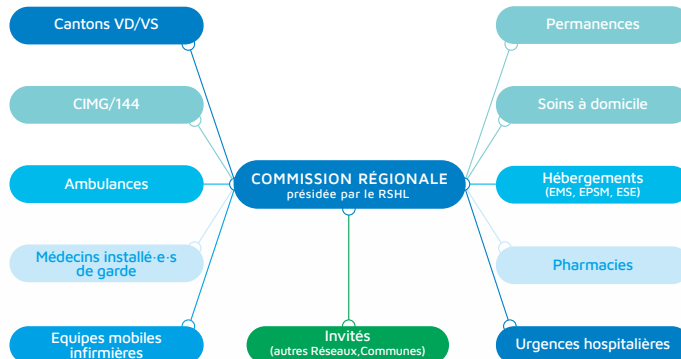 Cantons VD/VS
Permanences
CIMG/144
Soins à domicile
Ambulances
COMMISSION RÉGIONALE
présidée par le RSHL
Hébergements
(EMS, EPSM, ESE)
Médecins installé·e·s
de garde
Pharmacies
Equipes mobiles
infirmières
Invités
(autres Réseaux,Communes)
Urgences hospitalières